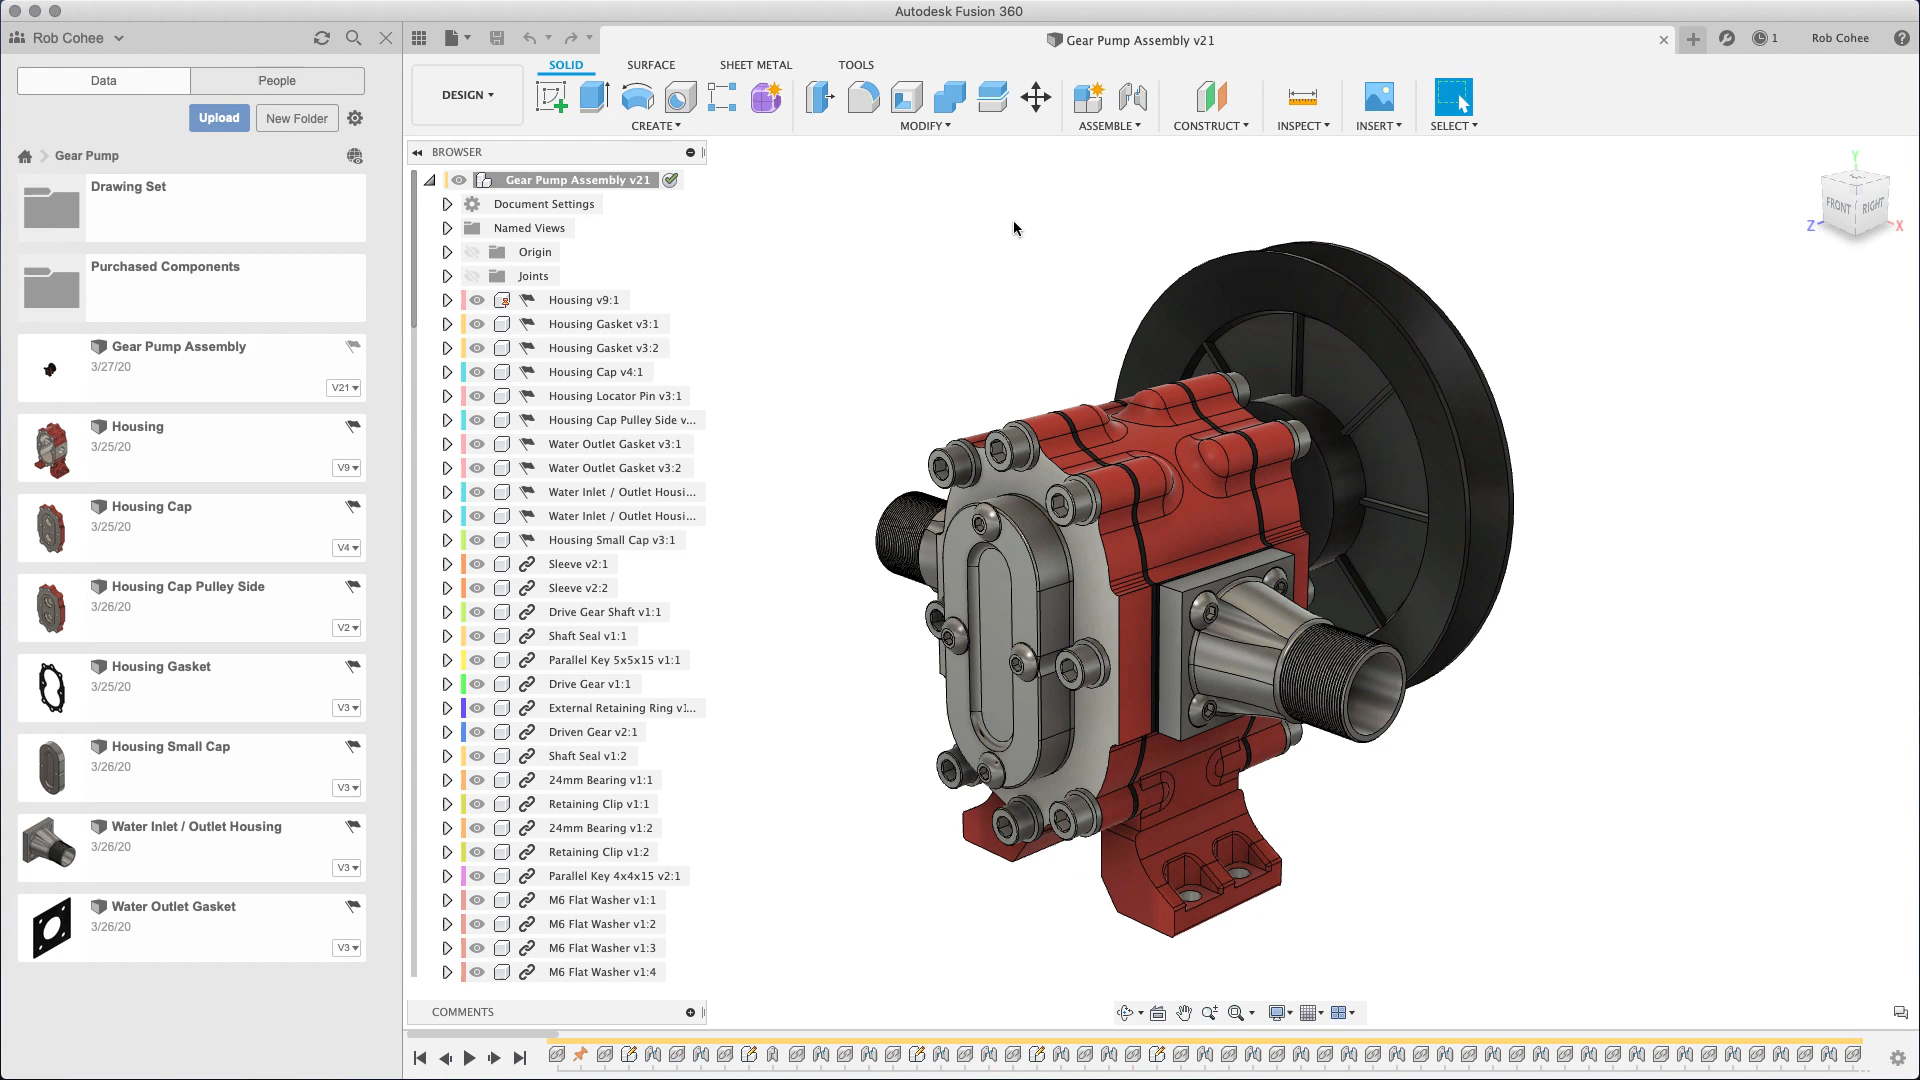 Autodesk Fusion 360
Rob Cohee
Gear Pump Assembly v21
1
Rob Cohee
Data
People
Upload
New Folder
Gear Pump
Drawing Set
Purchased Components
Gear Pump Assembly
3/27/20
V21
Housing
3/25/20
V9
Housing Cap
3/25/20
V4
Housing Cap Pulley Side
3/26/20
V2
Housing Gasket
3/25/20
V3
Housing Small Cap
3/26/20
V3
Water Inlet / Outlet Housing
3/26/20
V3
Water Outlet Gasket
3/26/20
V3
SOLID
SURFACE
SHEET METAL
TOOLS
DESIGN
CREATE
MODIFY
ASSEMBLE
CONSTRUCT
INSPECT
INSERT
SELECT
BROWSER
Gear Pump Assembly v21
Document Settings
Named Views
Origin
Joints
Housing v9:1
Housing Gasket v3:1
Housing Gasket v3:2
Housing Cap v4:1
Housing Locator Pin v3:1
Housing Cap Pulley Side v...
Water Outlet Gasket v3:1
Water Outlet Gasket v3:2
Water Inlet / Outlet Housi...
Water Inlet / Outlet Housi...
Housing Small Cap v3:1
Sleeve v2:1
Sleeve v2:2
Drive Gear Shaft v1:1
Shaft Seal v1:1
Parallel Key 5x5x15 v1:1
Drive Gear v1:1
External Retaining Ring v1...
Driven Gear v2:1
Shaft Seal v1:2
24mm Bearing v1:1
Retaining Clip v1:1
24mm Bearing v1:2
Retaining Clip v1:2
Parallel Key 4x4x15 v2:1
M6 Flat Washer v1:1
M6 Flat Washer v1:2
M6 Flat Washer v1:3
M6 Flat Washer v1:4
COMMENTS
Y
FRONT
RIGHT
Z
X